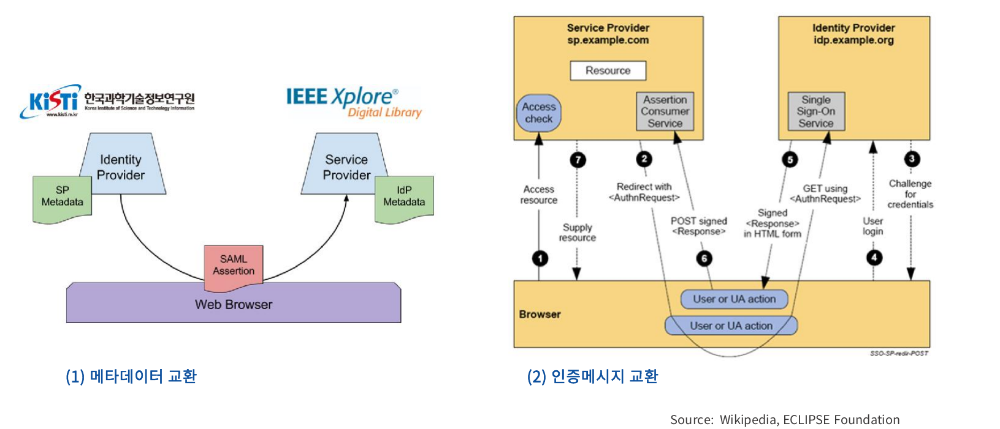 KiSTi 한국과학기술정보연구원
Korea Institute of Science and Technology Information
www.kisti.re.kr
IEEE Xplore®
Digital Library
Identity
Provider
SP
Metadata
Service
Provider
IdP
Metadata
SAML
Assertion
Web Browser
(1) 메타데이터 교환
Service Provider
sp.example.com
Resource
Access
check
Assertion
Consumer
Service
Identity Provider
idp.example.org
Single
Sign-On
Service
7
2
5
3
Access
resource
Redirect with
<AuthnRequest>
GET using
<AuthnRequest>
Challenge
for
credentials
Supply
resource
POST signed
<Response>
Signed
<Response>
in HTML form
User
login
1
6
4
User or UA action
Browser
User or UA action
SSO-SP-redir-POST
(2) 인증메시지 교환
Source: Wikipedia, ECLIPSE Foundation